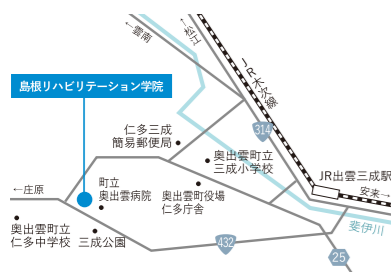 ←雲南
↑松江
JR木次線
島根リハビリテーション学院
314
仁多三成
簡易郵便局
奥出雲町立
三成小学校
JR出雲三成駅
安来→
←庄原
町立
奥出雲病院
奥出雲町役場
仁多庁舎
斐伊川
奥出雲町立
仁多中学校
三成公園
432
25